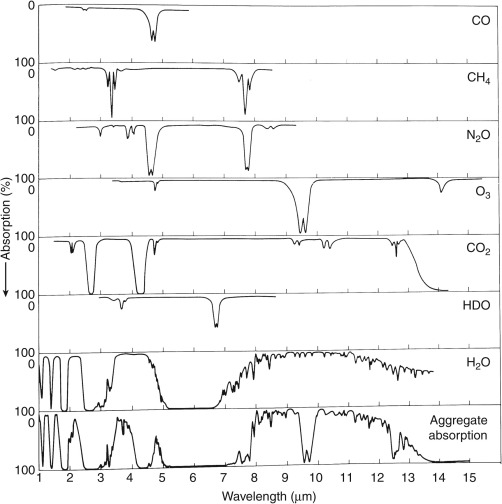 0
CO
100
0
CH4
100
0
N2O
100
0
O3
100
0
CO2
100
HDO
100
0
H2O
100
0
Aggregate
absorption
100
Absorption (%)
1 2 3 4 5 6 7 8 9 10 11 12 13 14 15
Wavelength (μm)